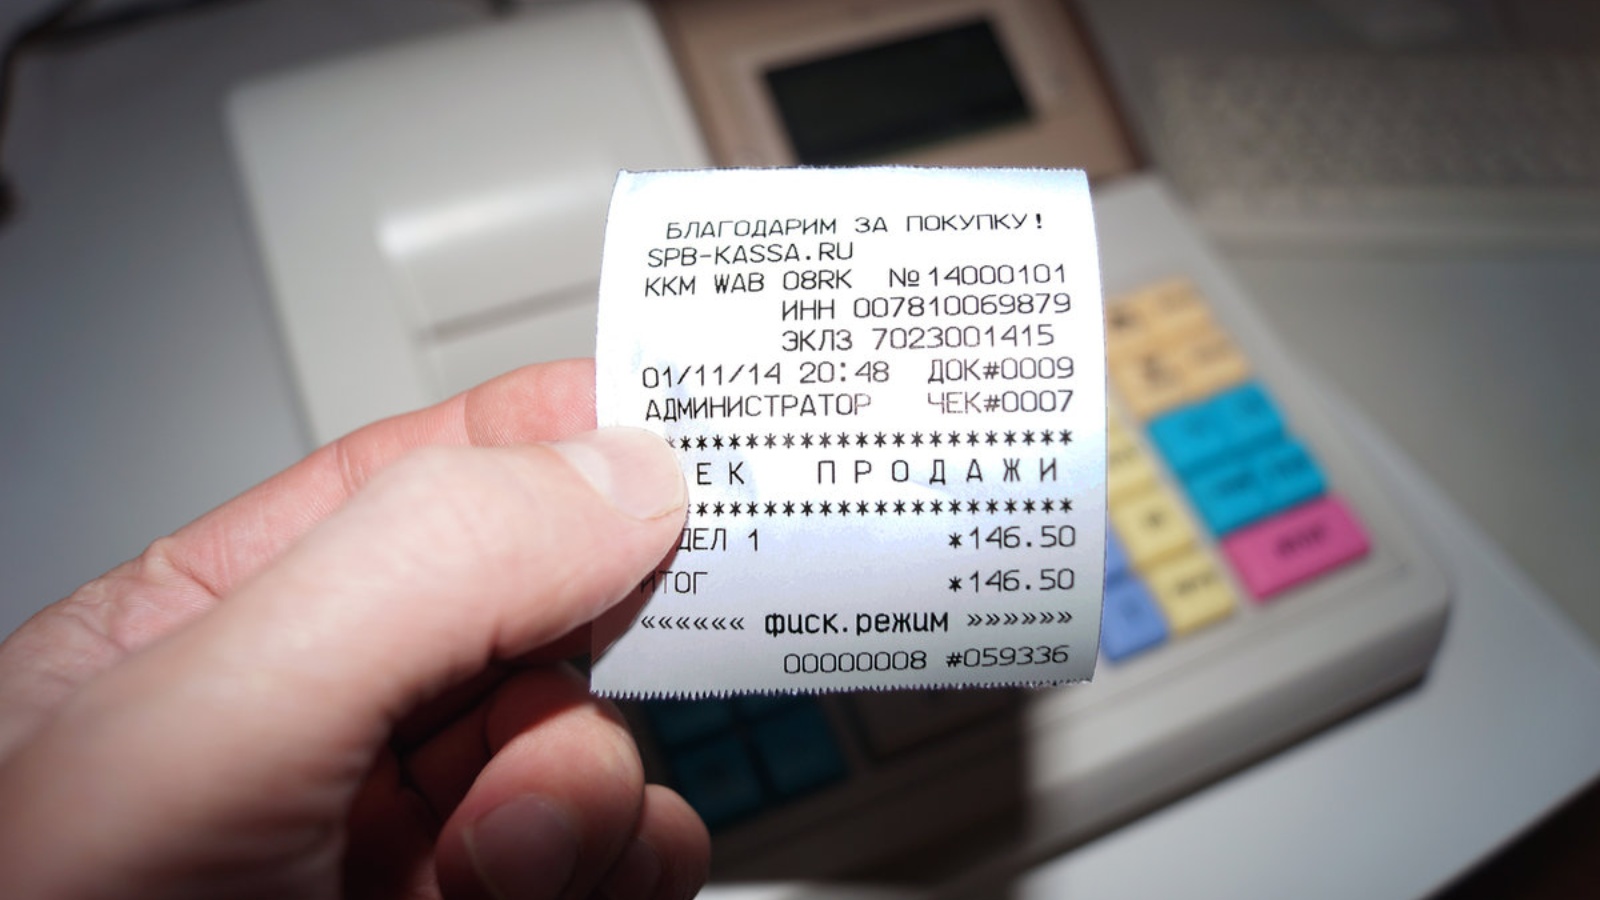 БЛАГОДАРИМ ЗА ПОКУПКУ!
SPB-KASSA.RU
ККМ WAB 08RK №14000101
ИНН 007810069879
ЭКЛЗ 7023001415
01/11/14 20:48 ДОК#0009
АДМИНИСТРАТОР ЧЕК#0007
**********************
ЕК ПРОДАЖИ
*********************
ДЕЛ 1 *146.50
ИТОГ *146.50
«««««« фиск.режим »»»»»»
00000008 #059336